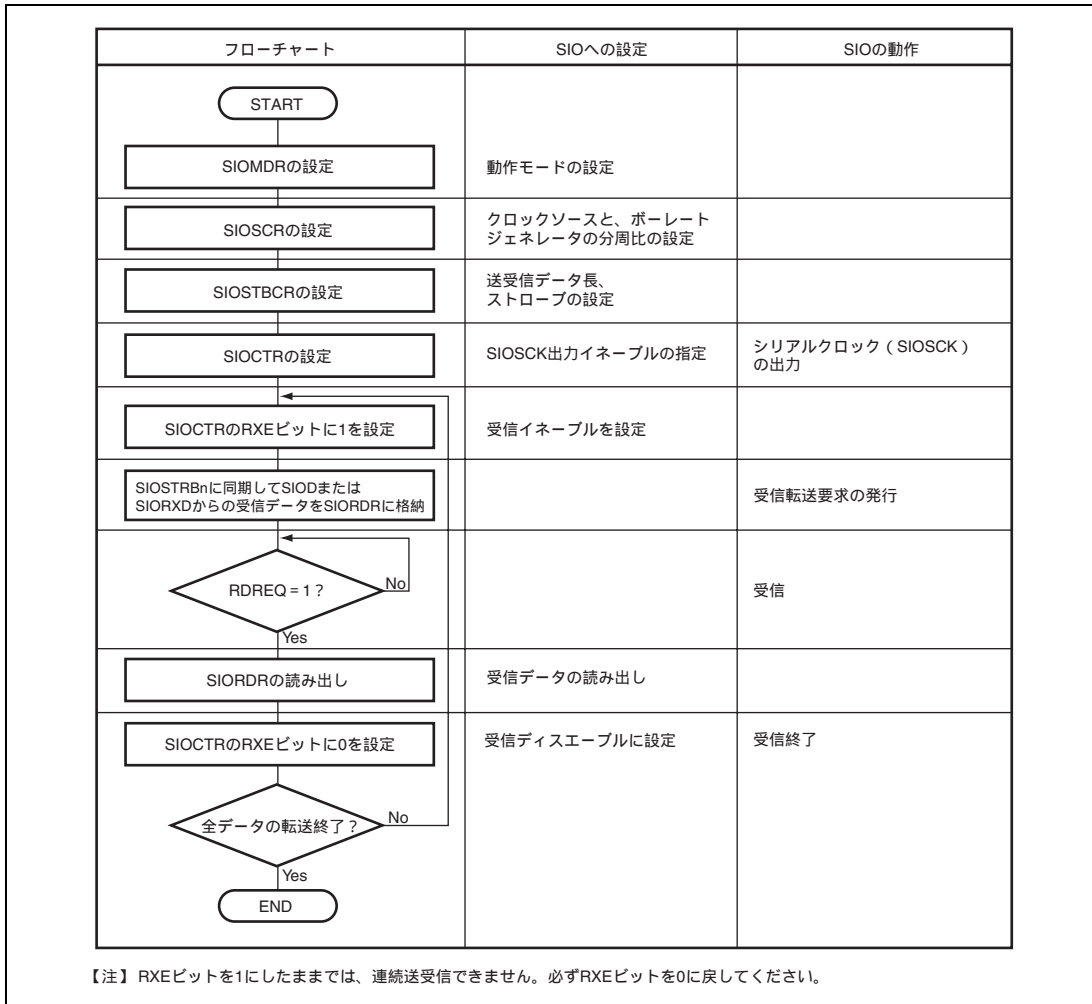 フローチャート
SIOへの設定
SIOの動作
START
SIOMDRの設定
動作モードの設定
SIOSCRの設定
クロックソースと、ボーレート
ジェネレータの分周比の設定
SIOSTBCRの設定
送受信データ長、
ストローブの設定
SIOCTRの設定
SIOSCK出力イネーブルの指定
シリアルクロック（SIOSCK）
の出力
SIOCTRのRXEビットに1を設定
受信イネーブルを設定
SIOSTRBnに同期してSIODまたは
SIORXDからの受信データをSIORDRに格納
受信転送要求の発行
RDREQ = 1 ?
No
受信
Yes
SIORDRの読み出し
受信データの読み出し
SIOCTRのRXEビットに0を設定
受信ディスエーブルに設定
受信終了
全データの転送終了？
No
Yes
END
【注】 RXEビットを1にしたままでは、連続送受信できません。必ずRXEビットを0に戻してください。